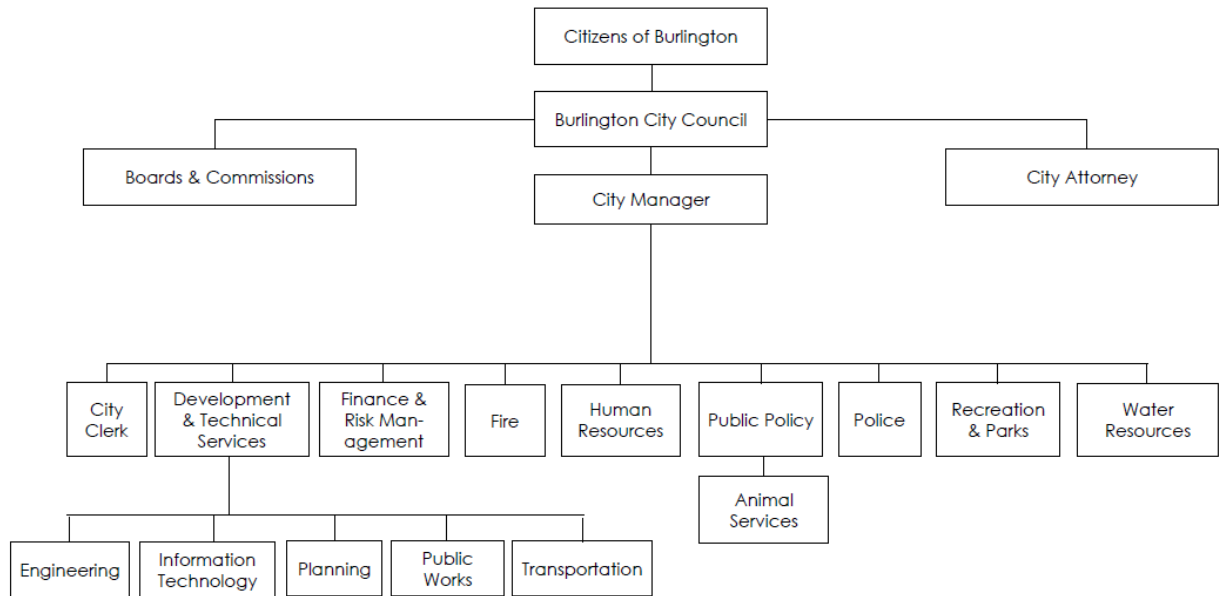 Citizens of Burlington
Burlington City Council
Boards & Commissions
City Attorney
City Manager
City
Clerk
Development
& Technical
Services
Finance &
Risk Man-
agement
Fire
Human
Resources
Public Policy
Police
Recreation
& Parks
Water
Resources
Animal
Services
Engineering
Information
Technology
Planning
Public
Works
Transportation